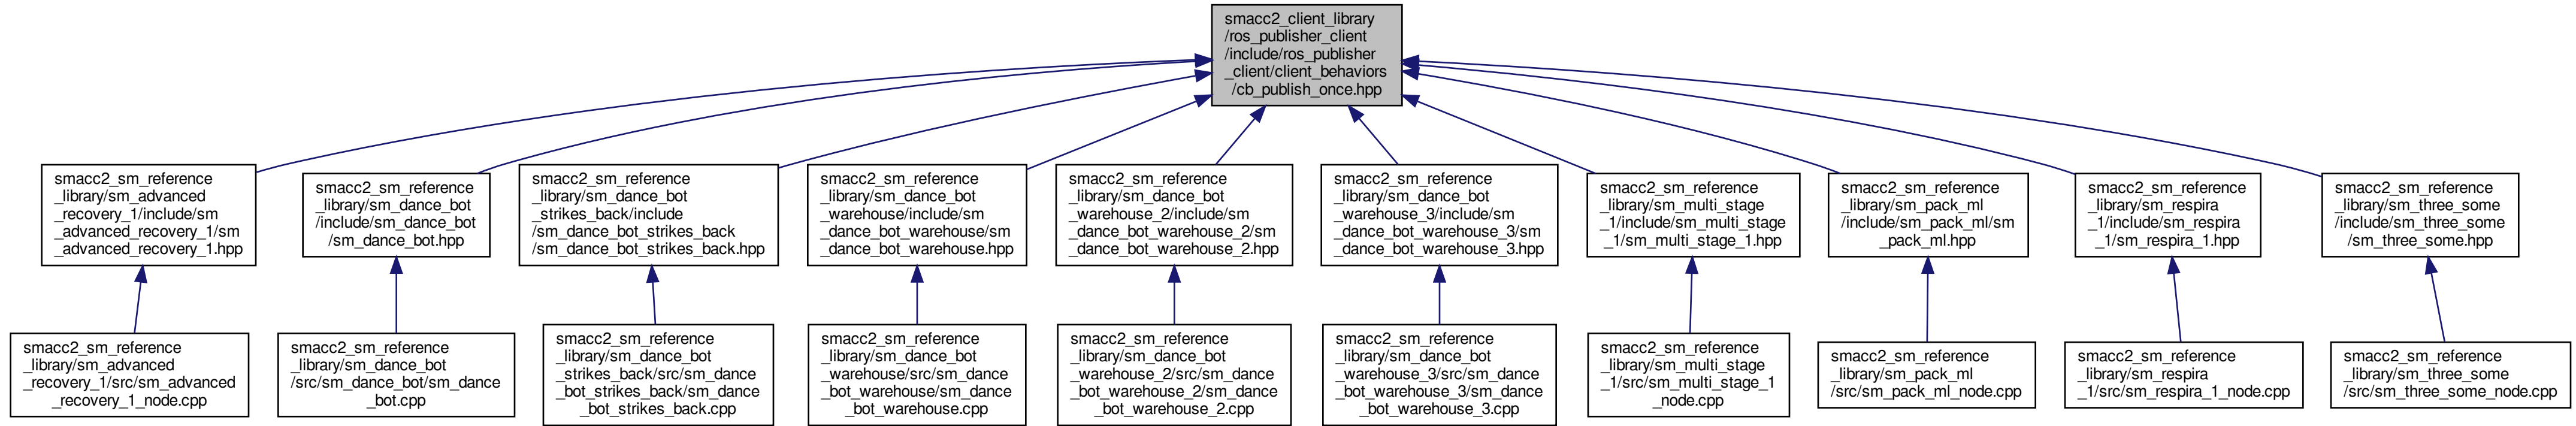 smacc2_client_library
/ros_publisher_client
/include/ros_publisher
_client/client_behaviors
/cb_publish_once.hpp
smacc2_sm_reference
_library/sm_advanced
_recovery_1/include/sm
_advanced_recovery_1/sm
_advanced_recovery_1.hpp
smacc2_sm_reference
_library/sm_dance_bot
/include/sm_dance_bot
/sm_dance_bot.hpp
smacc2_sm_reference
_library/sm_dance_bot
_strikes_back/include
/sm_dance_bot_strikes_back
/sm_dance_bot_strikes_back.hpp
smacc2_sm_reference
_library/sm_dance_bot
_warehouse/include/sm
_dance_bot_warehouse/sm
_dance_bot_warehouse.hpp
smacc2_sm_reference
_library/sm_dance_bot
_warehouse_2/include/sm
_dance_bot_warehouse_2/sm
_dance_bot_warehouse_2.hpp
smacc2_sm_reference
_library/sm_dance_bot
_warehouse_3/include/sm
_dance_bot_warehouse_3/sm
_dance_bot_warehouse_3.hpp
smacc2_sm_reference
_library/sm_multi_stage
_1/include/sm_multi_stage
_1/sm_multi_stage_1.hpp
smacc2_sm_reference
_library/sm_pack_ml
/include/sm_pack_ml/sm
_pack_ml.hpp
smacc2_sm_reference
_library/sm_respira
_1/include/sm_respira
_1/sm_respira_1.hpp
smacc2_sm_reference
_library/sm_three_some
/include/sm_three_some
/sm_three_some.hpp
smacc2_sm_reference
_library/sm_advanced
_recovery_1/src/sm_advanced
_recovery_1_node.cpp
smacc2_sm_reference
_library/sm_dance_bot
/src/sm_dance_bot/sm_dance
_bot.cpp
smacc2_sm_reference
_library/sm_dance_bot
_strikes_back/src/sm_dance
_bot_strikes_back/sm_dance
_bot_strikes_back.cpp
smacc2_sm_reference
_library/sm_dance_bot
_warehouse/src/sm_dance
_bot_warehouse/sm_dance
_bot_warehouse.cpp
smacc2_sm_reference
_library/sm_dance_bot
_warehouse_2/src/sm_dance
_bot_warehouse_2/sm_dance
_bot_warehouse_2.cpp
smacc2_sm_reference
_library/sm_dance_bot
_warehouse_3/src/sm_dance
_bot_warehouse_3/sm_dance
_bot_warehouse_3.cpp
smacc2_sm_reference
_library/sm_multi_stage
_1/src/sm_multi_stage_1
_node.cpp
smacc2_sm_reference
_library/sm_pack_ml
/src/sm_pack_ml_node.cpp
smacc2_sm_reference
_library/sm_respira
_1/src/sm_respira_1_node.cpp
smacc2_sm_reference
_library/sm_three_some
/src/sm_three_some_node.cpp